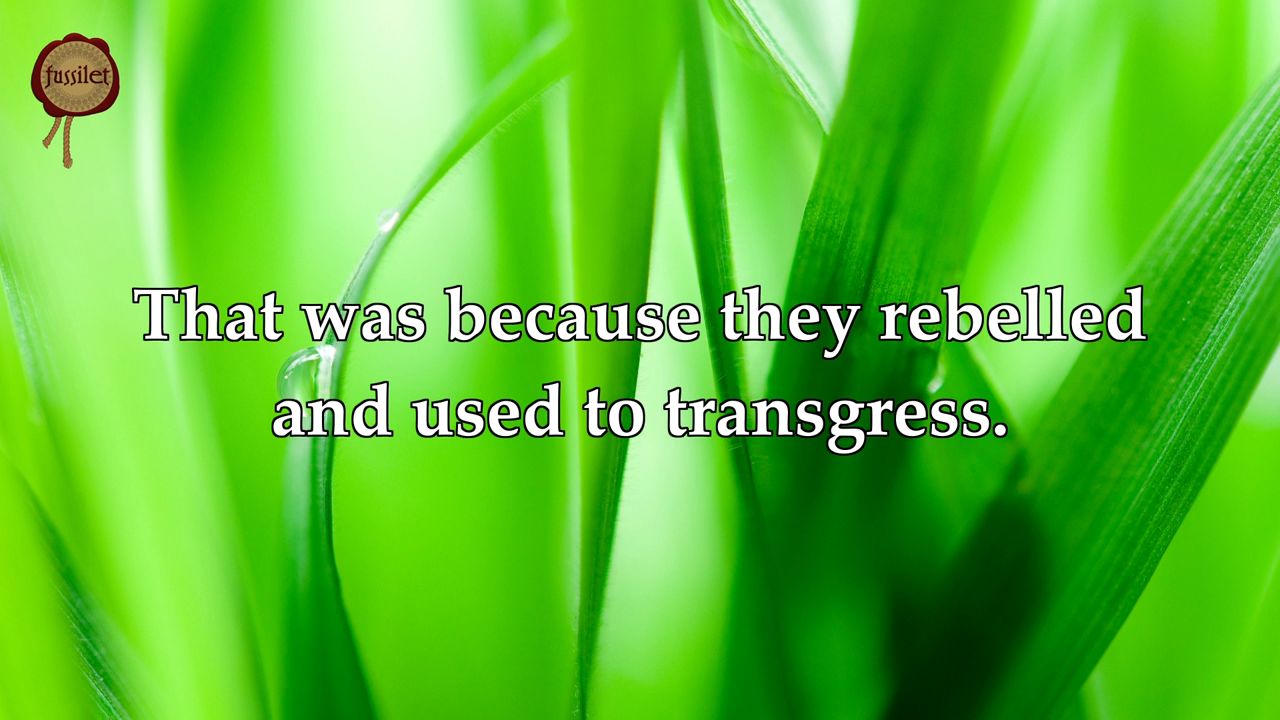 fussilet
That was because they rebelled
and used to transgress.